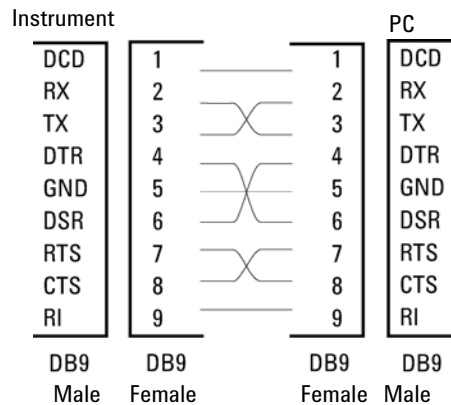 Instrument PC
DCD 1 1 DCD
RX 2 2 RX
TX 3 3 TX
DTR 4 4 DTR
GND 5 5 GND
DSR 6 6 DSR
RTS 7 7 RTS
CTS 8 8 CTS
RI 9 9 RI
DB9 DB9 DB9 DB9
Male Female Female Male